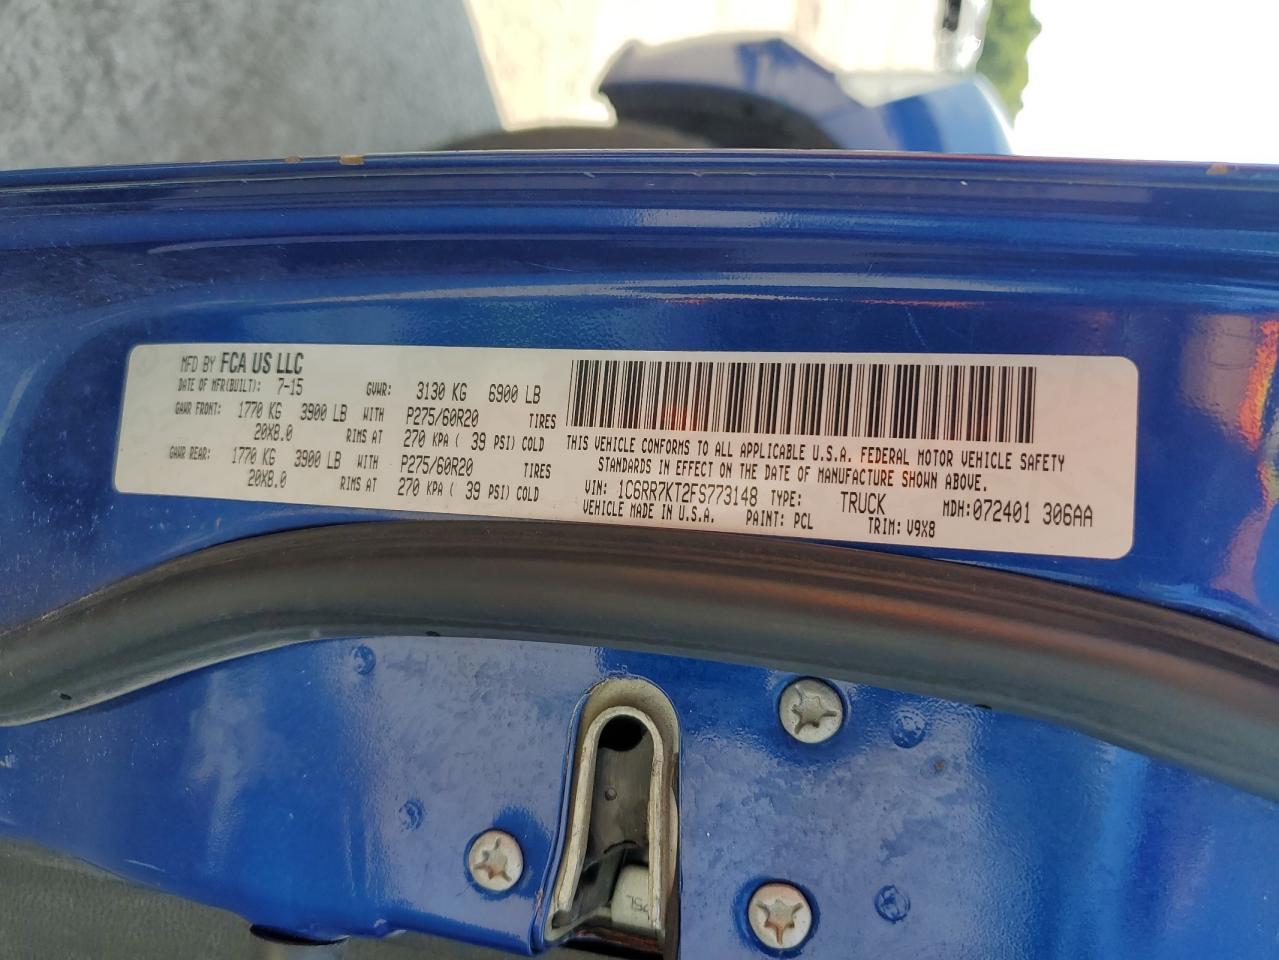 MFD BY FCA US LLC
DATE OF MFR(BUILT): 7-15 GVWR: 3130 KG 6900 LB
GAWR FRONT: 1770 KG 3900 LB WITH P275/60R20 TIRES
20X8.0 RIMS AT 270 KPA ( 39 PSI) COLD
GAWR REAR: 1770 KG 3900 LB WITH P275/60R20 TIRES
20X8.0 RIMS AT 270 KPA ( 39 PSI) COLD
THIS VEHICLE CONFORMS TO ALL APPLICABLE U.S.A. FEDERAL MOTOR VEHICLE SAFETY
STANDARDS IN EFFECT ON THE DATE OF MANUFACTURE SHOWN ABOVE.
VIN: 1C6RR7KT2FS773148 TYPE: TRUCK MDH:072401 306AA
VEHICLE MADE IN U.S.A. PAINT: PCL TRIM: V9X8